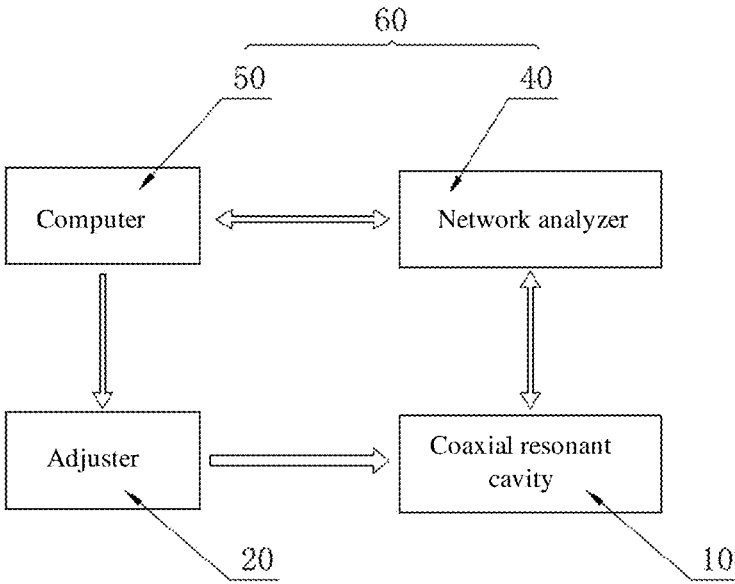 60
50
40
Computer
Network analyzer
Adjuster
Coaxial resonant
cavity
20
10